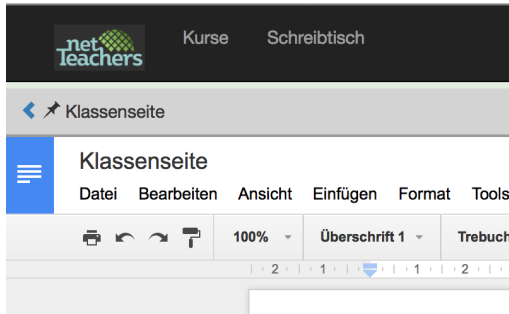 net
Teachers
Kurse Schreibtisch
Klassenseite
Klassenseite
Datei Bearbeiten Ansicht Einfügen Format Tools
100% Überschrift 1 Trebuch
2 1 1 2